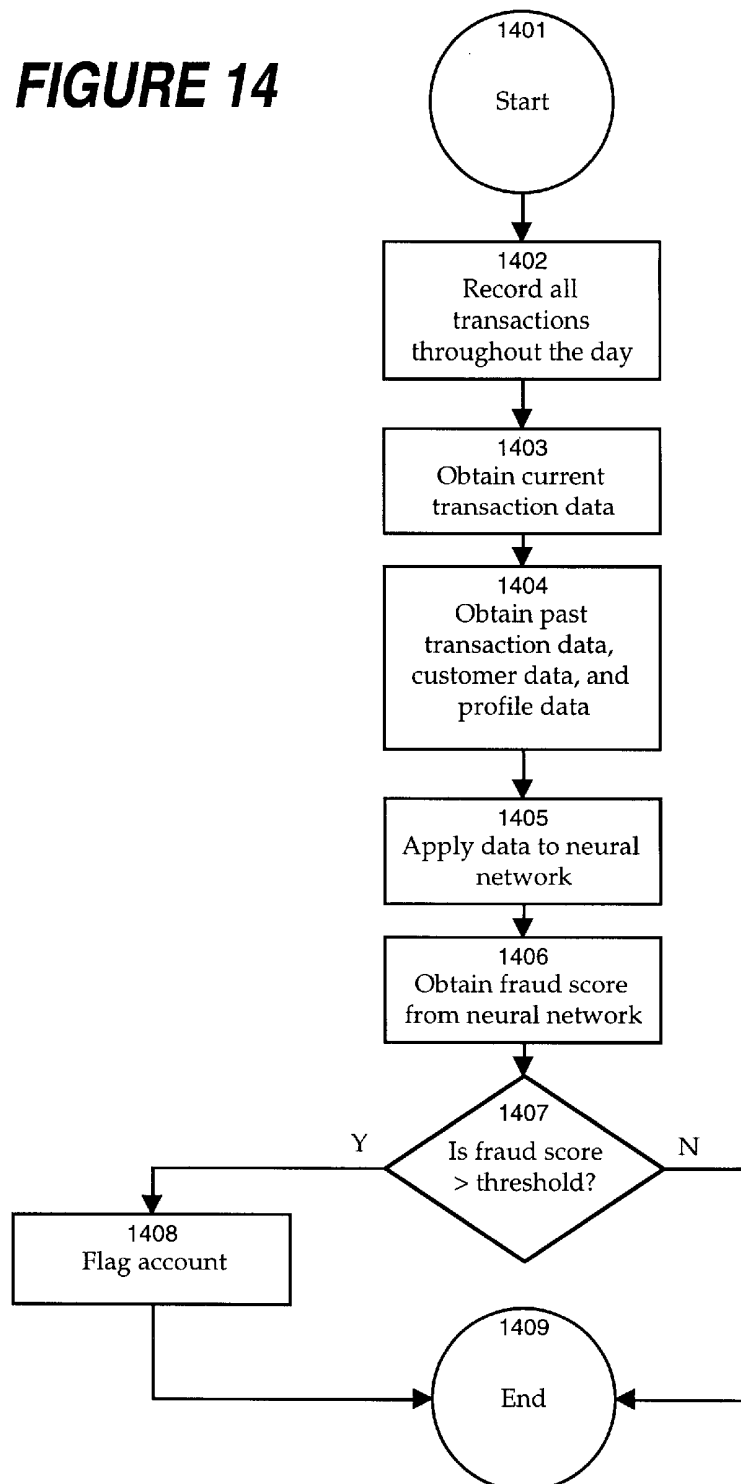 FIGURE 14
1401
Start
1402
Record all
transactions
throughout the day
1403
Obtain current
transaction data
1404
Obtain past
transaction data,
customer data, and
profile data
1405
Apply data to neural
network
1406
Obtain fraud score
from neural network
1407
Is fraud score
> threshold?
Y
N
1408
Flag account
1409
End